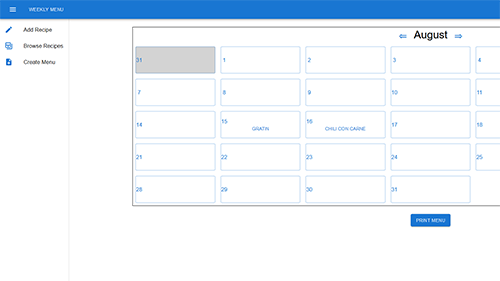 WEEKLY MENU
Add Recipe
Browse Recipes
Create Menu
⇐ August ⇒
31 1 2 3 4
7 8 9 10 11
14 15 GRATIN 16 CHILI CON CARNE 17 18
21 22 23 24 25
28 29 30 31
PRINT MENU